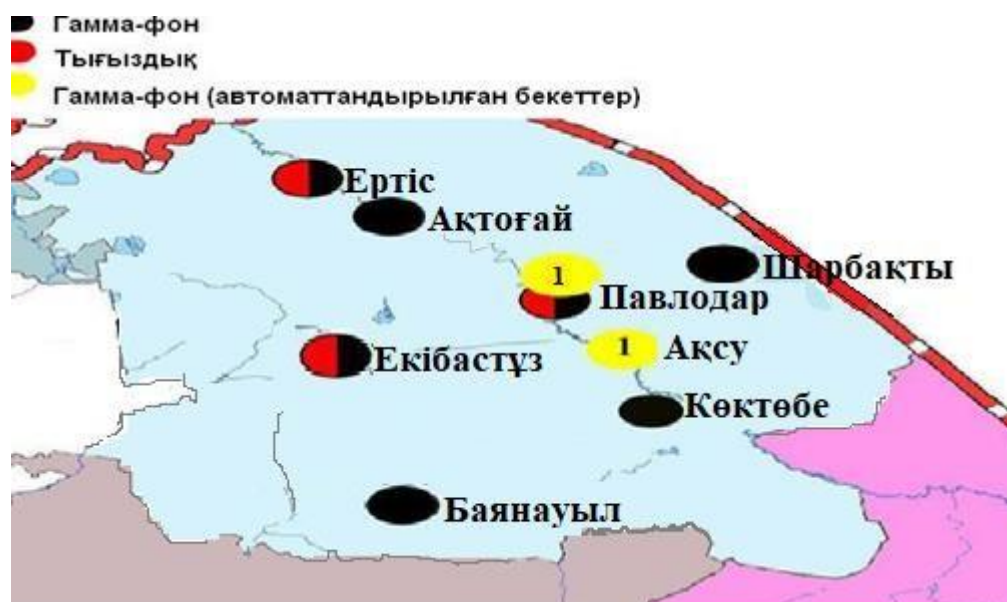 Гамма-фон
Тығыздық
Гамма-фон (автоматтандырылған бекеттер)
Ертіс
Ақтоғай
Шарбақты
1
Павлодар
1
Ақсу
Екібастұз
Көктөбе
Баянауыл